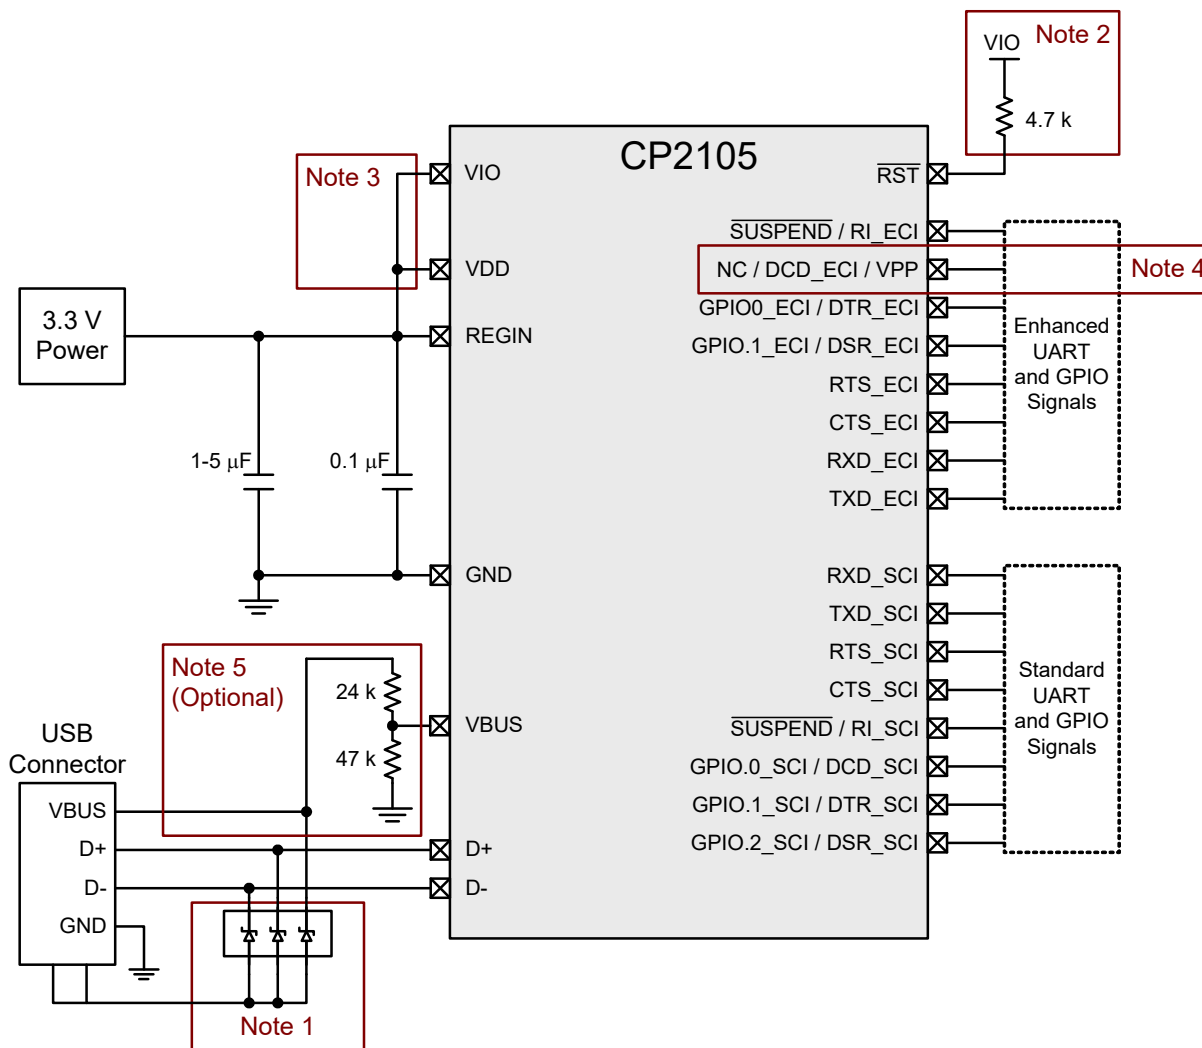 VIO
Note 2
4.7 k
CP2105
Note 3
VIO
RST
SUSPEND / RI_ECI
VDD
NC / DCD_ECI / VPP
Note 4
GPIO0_ECI / DTR_ECI
3.3 V
Power
REGIN
GPIO.1_ECI / DSR_ECI
Enhanced
UART
and GPIO
Signals
RTS_ECI
CTS_ECI
1-5 μF
0.1 μF
RXD_ECI
TXD_ECI
GND
RXD_SCI
TXD_SCI
RTS_SCI
CTS_SCI
Standard
UART
and GPIO
Signals
Note 5
(Optional)
24 k
47 k
VBUS
SUSPEND / RI_SCI
GPIO.0_SCI / DCD_SCI
GPIO.1_SCI / DTR_SCI
GPIO.2_SCI / DSR_SCI
USB
Connector
VBUS
D+
D-
GND
D+
D-
Note 1